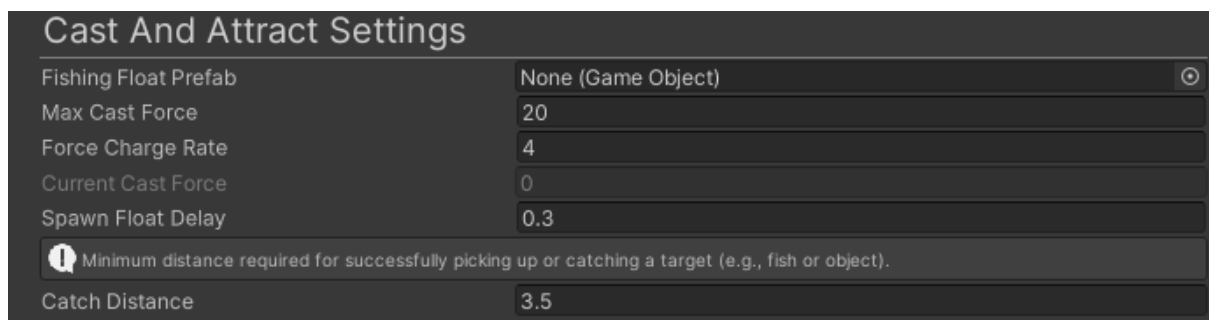 Cast And Attract Settings
Fishing Float Prefab None (Game Object)
Max Cast Force 20
Force Charge Rate 4
Current Cast Force 0
Spawn Float Delay 0.3
Minimum distance required for successfully picking up or catching a target (e.g., fish or object).
Catch Distance 3.5